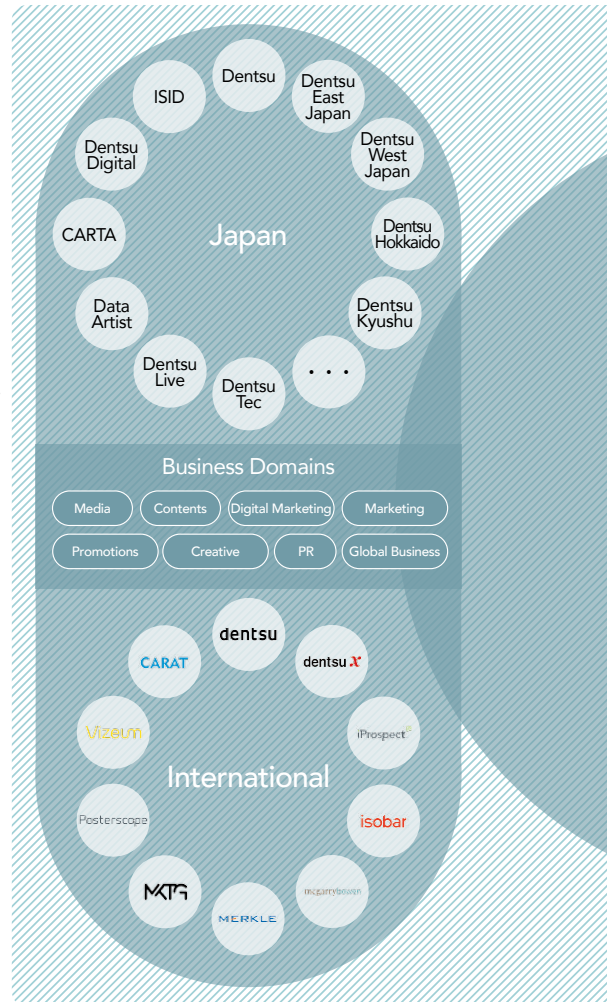 Dentsu
Dentsu
East
Japan
Dentsu
West
Japan
Dentsu
Hokkaido
Dentsu
Kyushu
. . .
Dentsu
Tec
Dentsu
Live
Data
Artist
CARTA
Dentsu
Digital
ISID
Japan
Business Domains
Media
Contents
Digital Marketing
Marketing
Promotions
Creative
PR
Global Business
dentsu
dentsu x
iProspect
isobar
mcgarrybowen
MERKLE
MKTG
Posterscope
Vizeum
CARAT
International